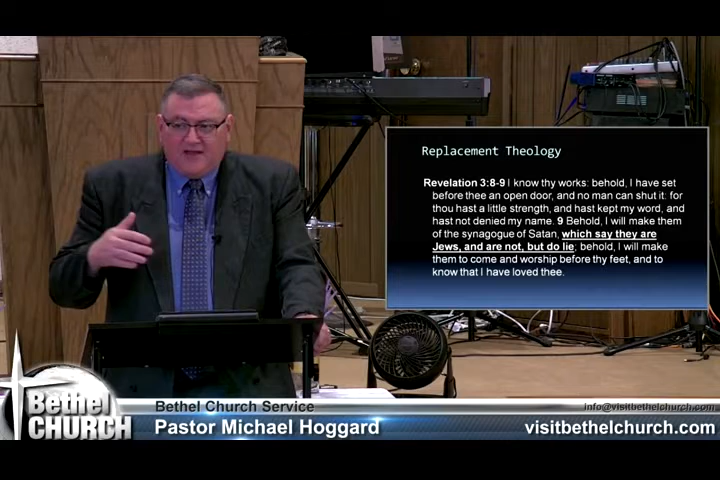 Replacement Theology
Revelation 3:8-9 I know thy works: behold, I have set
before thee an open door, and no man can shut it: for
thou hast a little strength, and hast kept my word, and
hast not denied my name. 9 Behold, I will make them
of the synagogue of Satan, which say they are
Jews, and are not, but do lie; behold, I will make
them to come and worship before thy feet, and to
know that I have loved thee.
Bethel
CHURCH
Bethel Church Service
info@visitbethelchurch.com
Pastor Michael Hoggard
visitbethelchurch.com